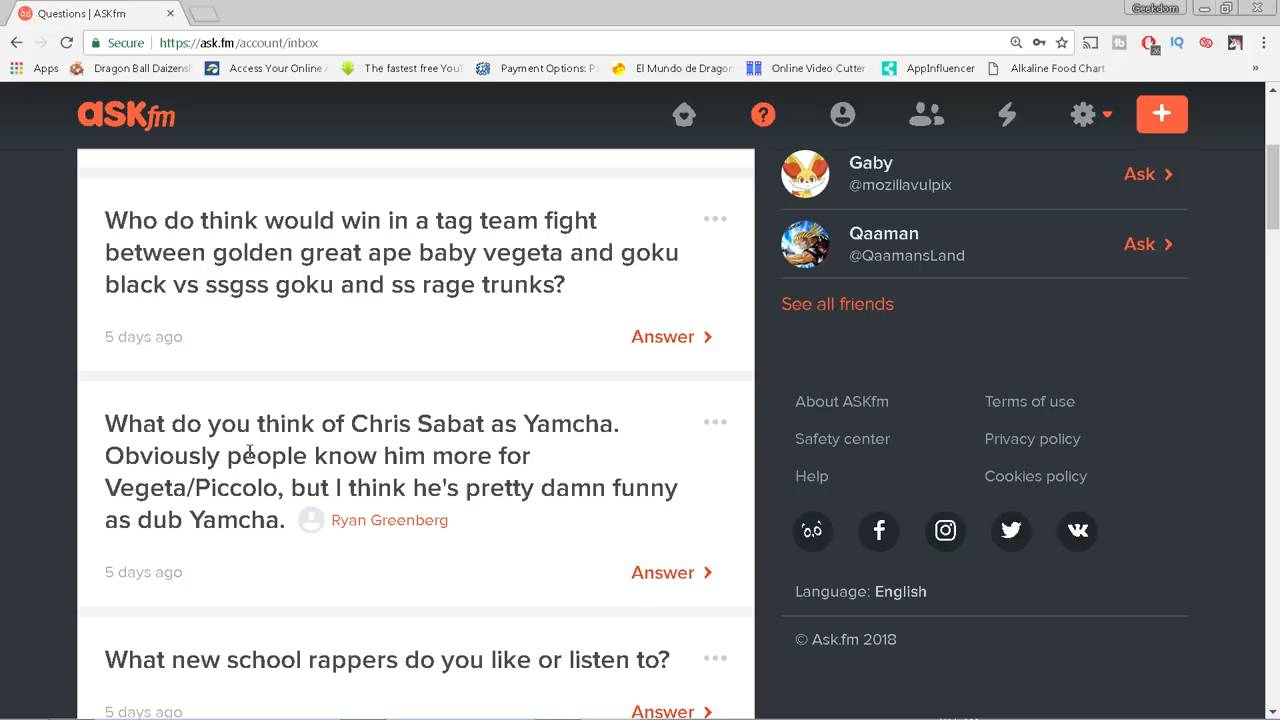 Questions | ASKfm
Geekdom
Secure
https://ask.fm/account/inbox
Apps
Dragon Ball Daizensh
Access Your Online A
The fastest free YouT
Payment Options: P
El Mundo de Dragon
Online Video Cutter
AppInfluencer
Alkaline Food Chart
»
ASKfm
Who do think would win in a tag team fight
between golden great ape baby vegeta and goku
black vs ssgss goku and ss rage trunks?
5 days ago
Answer
What do you think of Chris Sabat as Yamcha.
Obviously people know him more for
Vegeta/Piccolo, but I think he's pretty damn funny
as dub Yamcha. Ryan Greenberg
5 days ago
Answer
What new school rappers do you like or listen to?
5 days ago
Answer
Gaby
@mozillavulpix
Ask
Qaaman
@QaamansLand
Ask
See all friends
About ASKfm
Terms of use
Safety center
Privacy policy
Help
Cookies policy
Language: English
© Ask.fm 2018